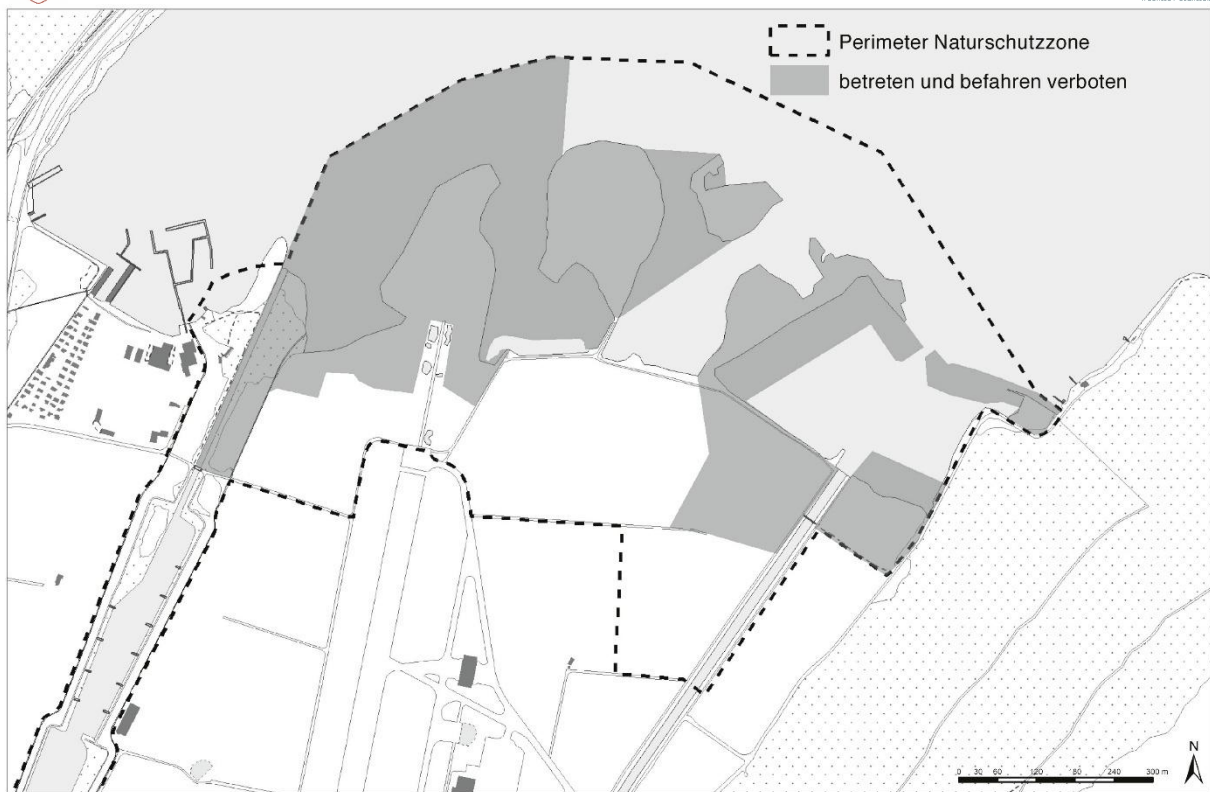 Perimeter Naturschutzzone
betreten und befahren verboten
N
0 30 60 120 180 240 300 m